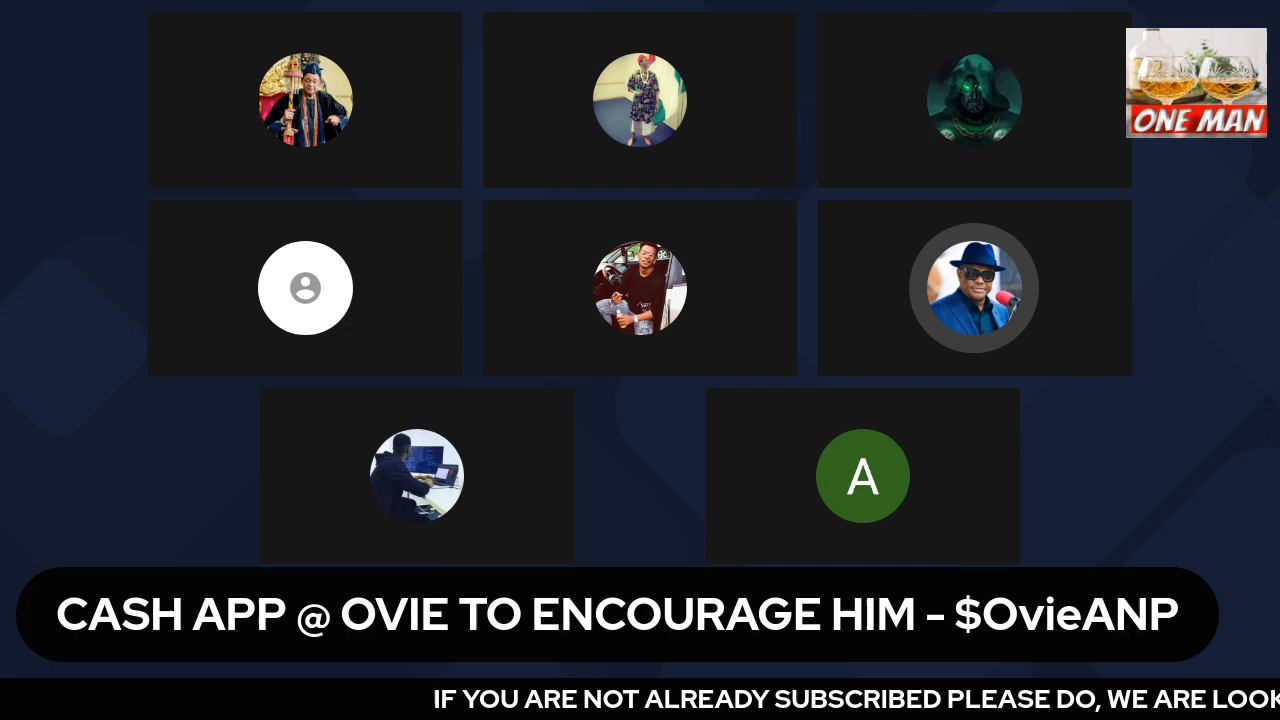 ONE MAN
A
CASH APP @ OVIE TO ENCOURAGE HIM - $OvieANP
IF YOU ARE NOT ALREADY SUBSCRIBED PLEASE DO, WE ARE LOOK